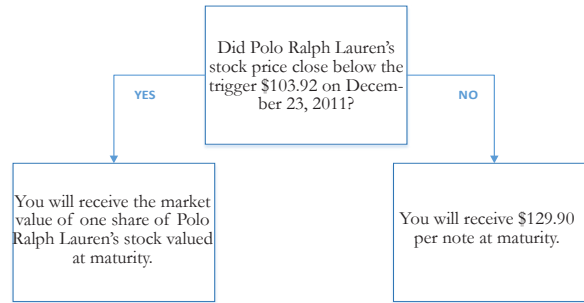 Did Polo Ralph Lauren's
stock price close below the
trigger $103.92 on Decem-
ber 23, 2011?
YES
NO
You will receive the market
value of one share of Polo
Ralph Lauren's stock valued
at maturity.
You will receive $129.90
per note at maturity.